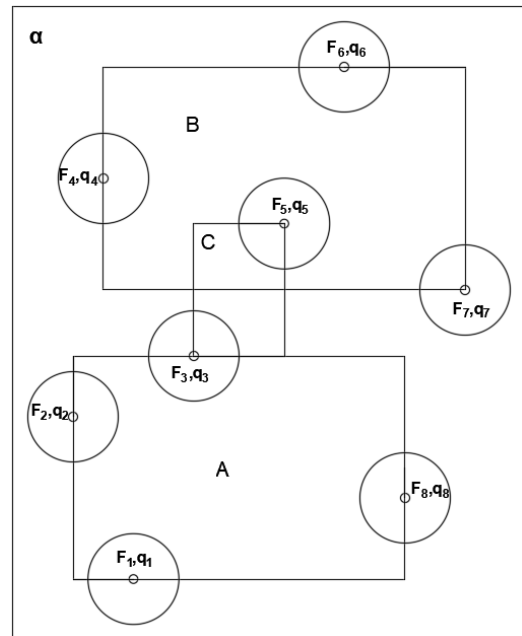 α
F₆,q₆
B
F₄,q₄
F₅,q₅
C
F₇,q₇
F₃,q₃
F₂,q₂
A
F₈,q₈
F₁,q₁